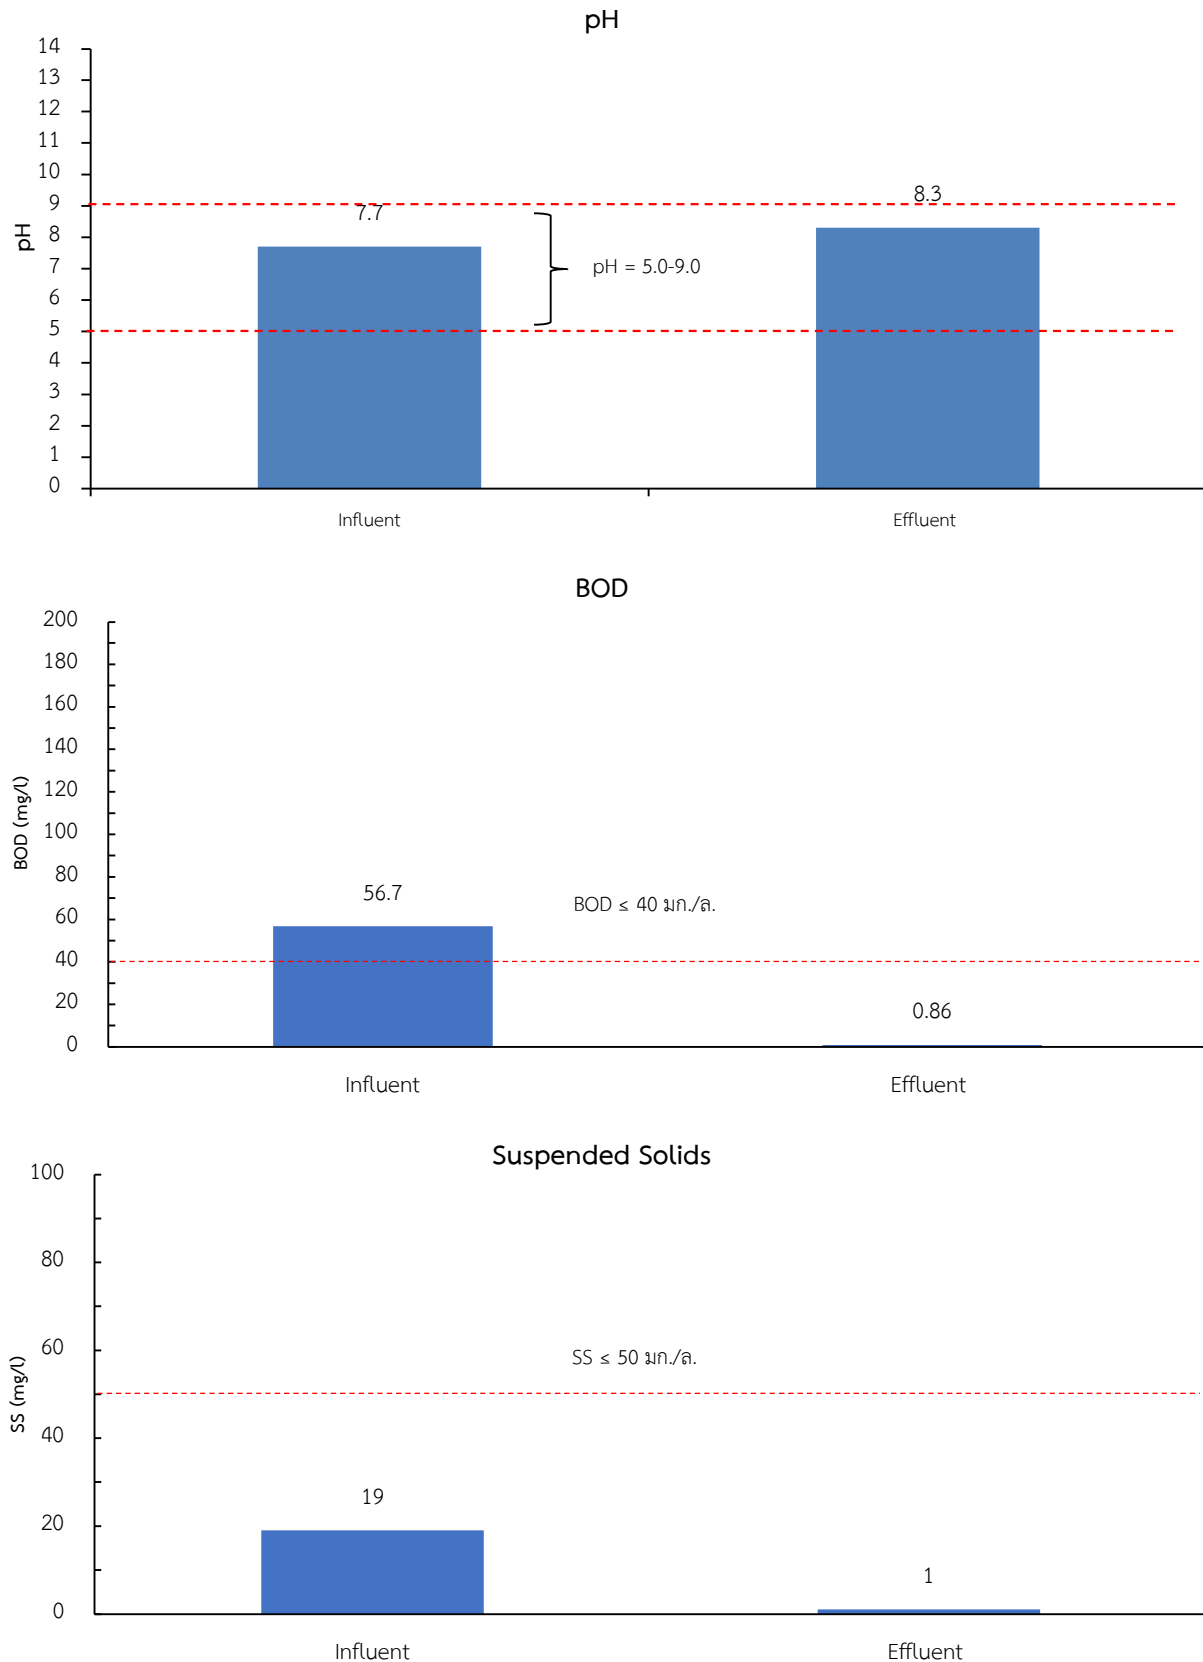 pH
14
13
12
11
10
9
8
7
6
5
4
3
2
1
0
pH
7.7
8.3
pH = 5.0-9.0
Influent
Effluent
BOD
200
180
160
140
120
100
80
60
40
20
0
BOD (mg/l)
56.7
BOD ≤ 40 มก./ล.
0.86
Influent
Effluent
Suspended Solids
100
80
60
40
20
0
SS (mg/l)
SS ≤ 50 มก./ล.
19
1
Influent
Effluent